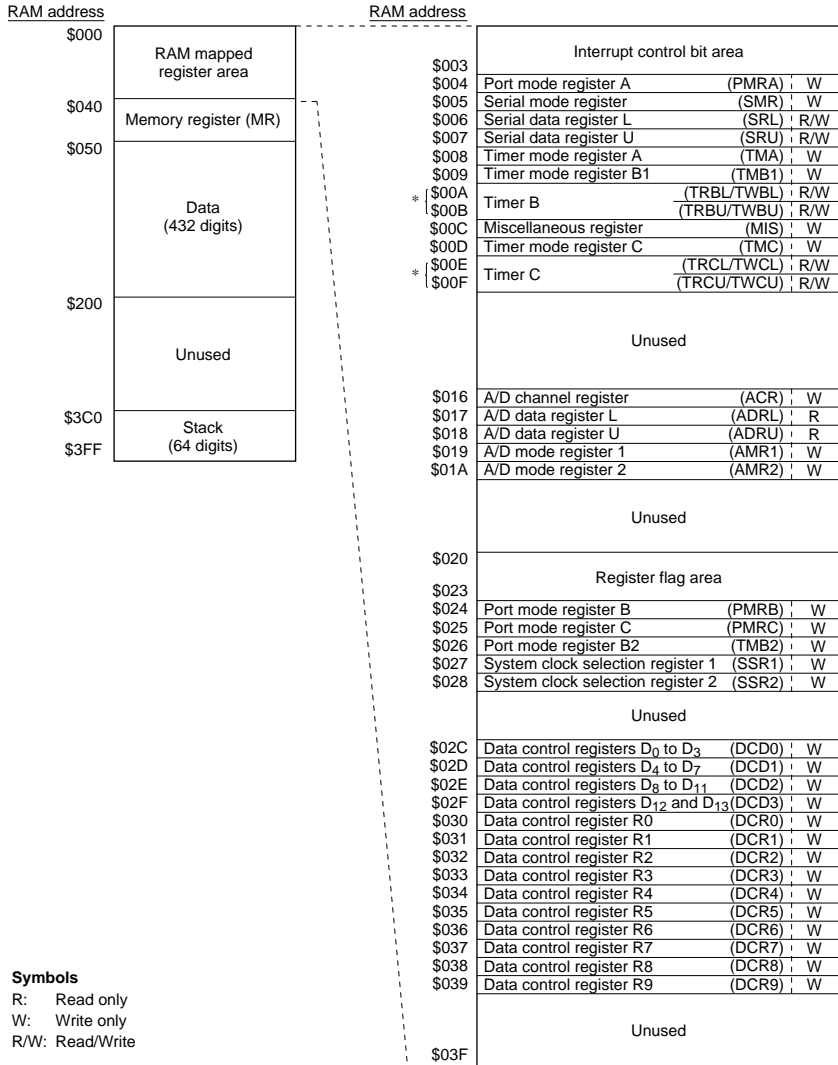 RAM address
$000
RAM mapped
register area
$040
Memory register (MR)
$050
Data
(432 digits)
$200
Unused
$3C0
Stack
(64 digits)
$3FF
RAM address
Interrupt control bit area
$003
$004 Port mode register A (PMRA) W
$005 Serial mode register (SMR) W
$006 Serial data register L (SRL) R/W
$007 Serial data register U (SRU) R/W
$008 Timer mode register A (TMA) W
$009 Timer mode register B1 (TMB1) W
* $00A Timer B (TRBL/TWBL) R/W
$00B (TRBU/TWBU) R/W
$00C Miscellaneous register (MIS) W
$00D Timer mode register C (TMC) W
* $00E Timer C (TRCL/TWCL) R/W
$00F (TRCU/TWCU) R/W
Unused
$016 A/D channel register (ACR) W
$017 A/D data register L (ADRL) R
$018 A/D data register U (ADRU) R
$019 A/D mode register 1 (AMR1) W
$01A A/D mode register 2 (AMR2) W
Unused
$020
Register flag area
$023
$024 Port mode register B (PMRB) W
$025 Port mode register C (PMRC) W
$026 Port mode register B2 (TMB2) W
$027 System clock selection register 1 (SSR1) W
$028 System clock selection register 2 (SSR2) W
Unused
$02C Data control registers D0 to D3 (DCD0) W
$02D Data control registers D4 to D7 (DCD1) W
$02E Data control registers D8 to D11 (DCD2) W
$02F Data control registers D12 and D13 (DCD3) W
$030 Data control register R0 (DCR0) W
$031 Data control register R1 (DCR1) W
$032 Data control register R2 (DCR2) W
$033 Data control register R3 (DCR3) W
$034 Data control register R4 (DCR4) W
$035 Data control register R5 (DCR5) W
$036 Data control register R6 (DCR6) W
$037 Data control register R7 (DCR7) W
$038 Data control register R8 (DCR8) W
$039 Data control register R9 (DCR9) W
Unused
$03F
Symbols
R: Read only
W: Write only
R/W: Read/Write